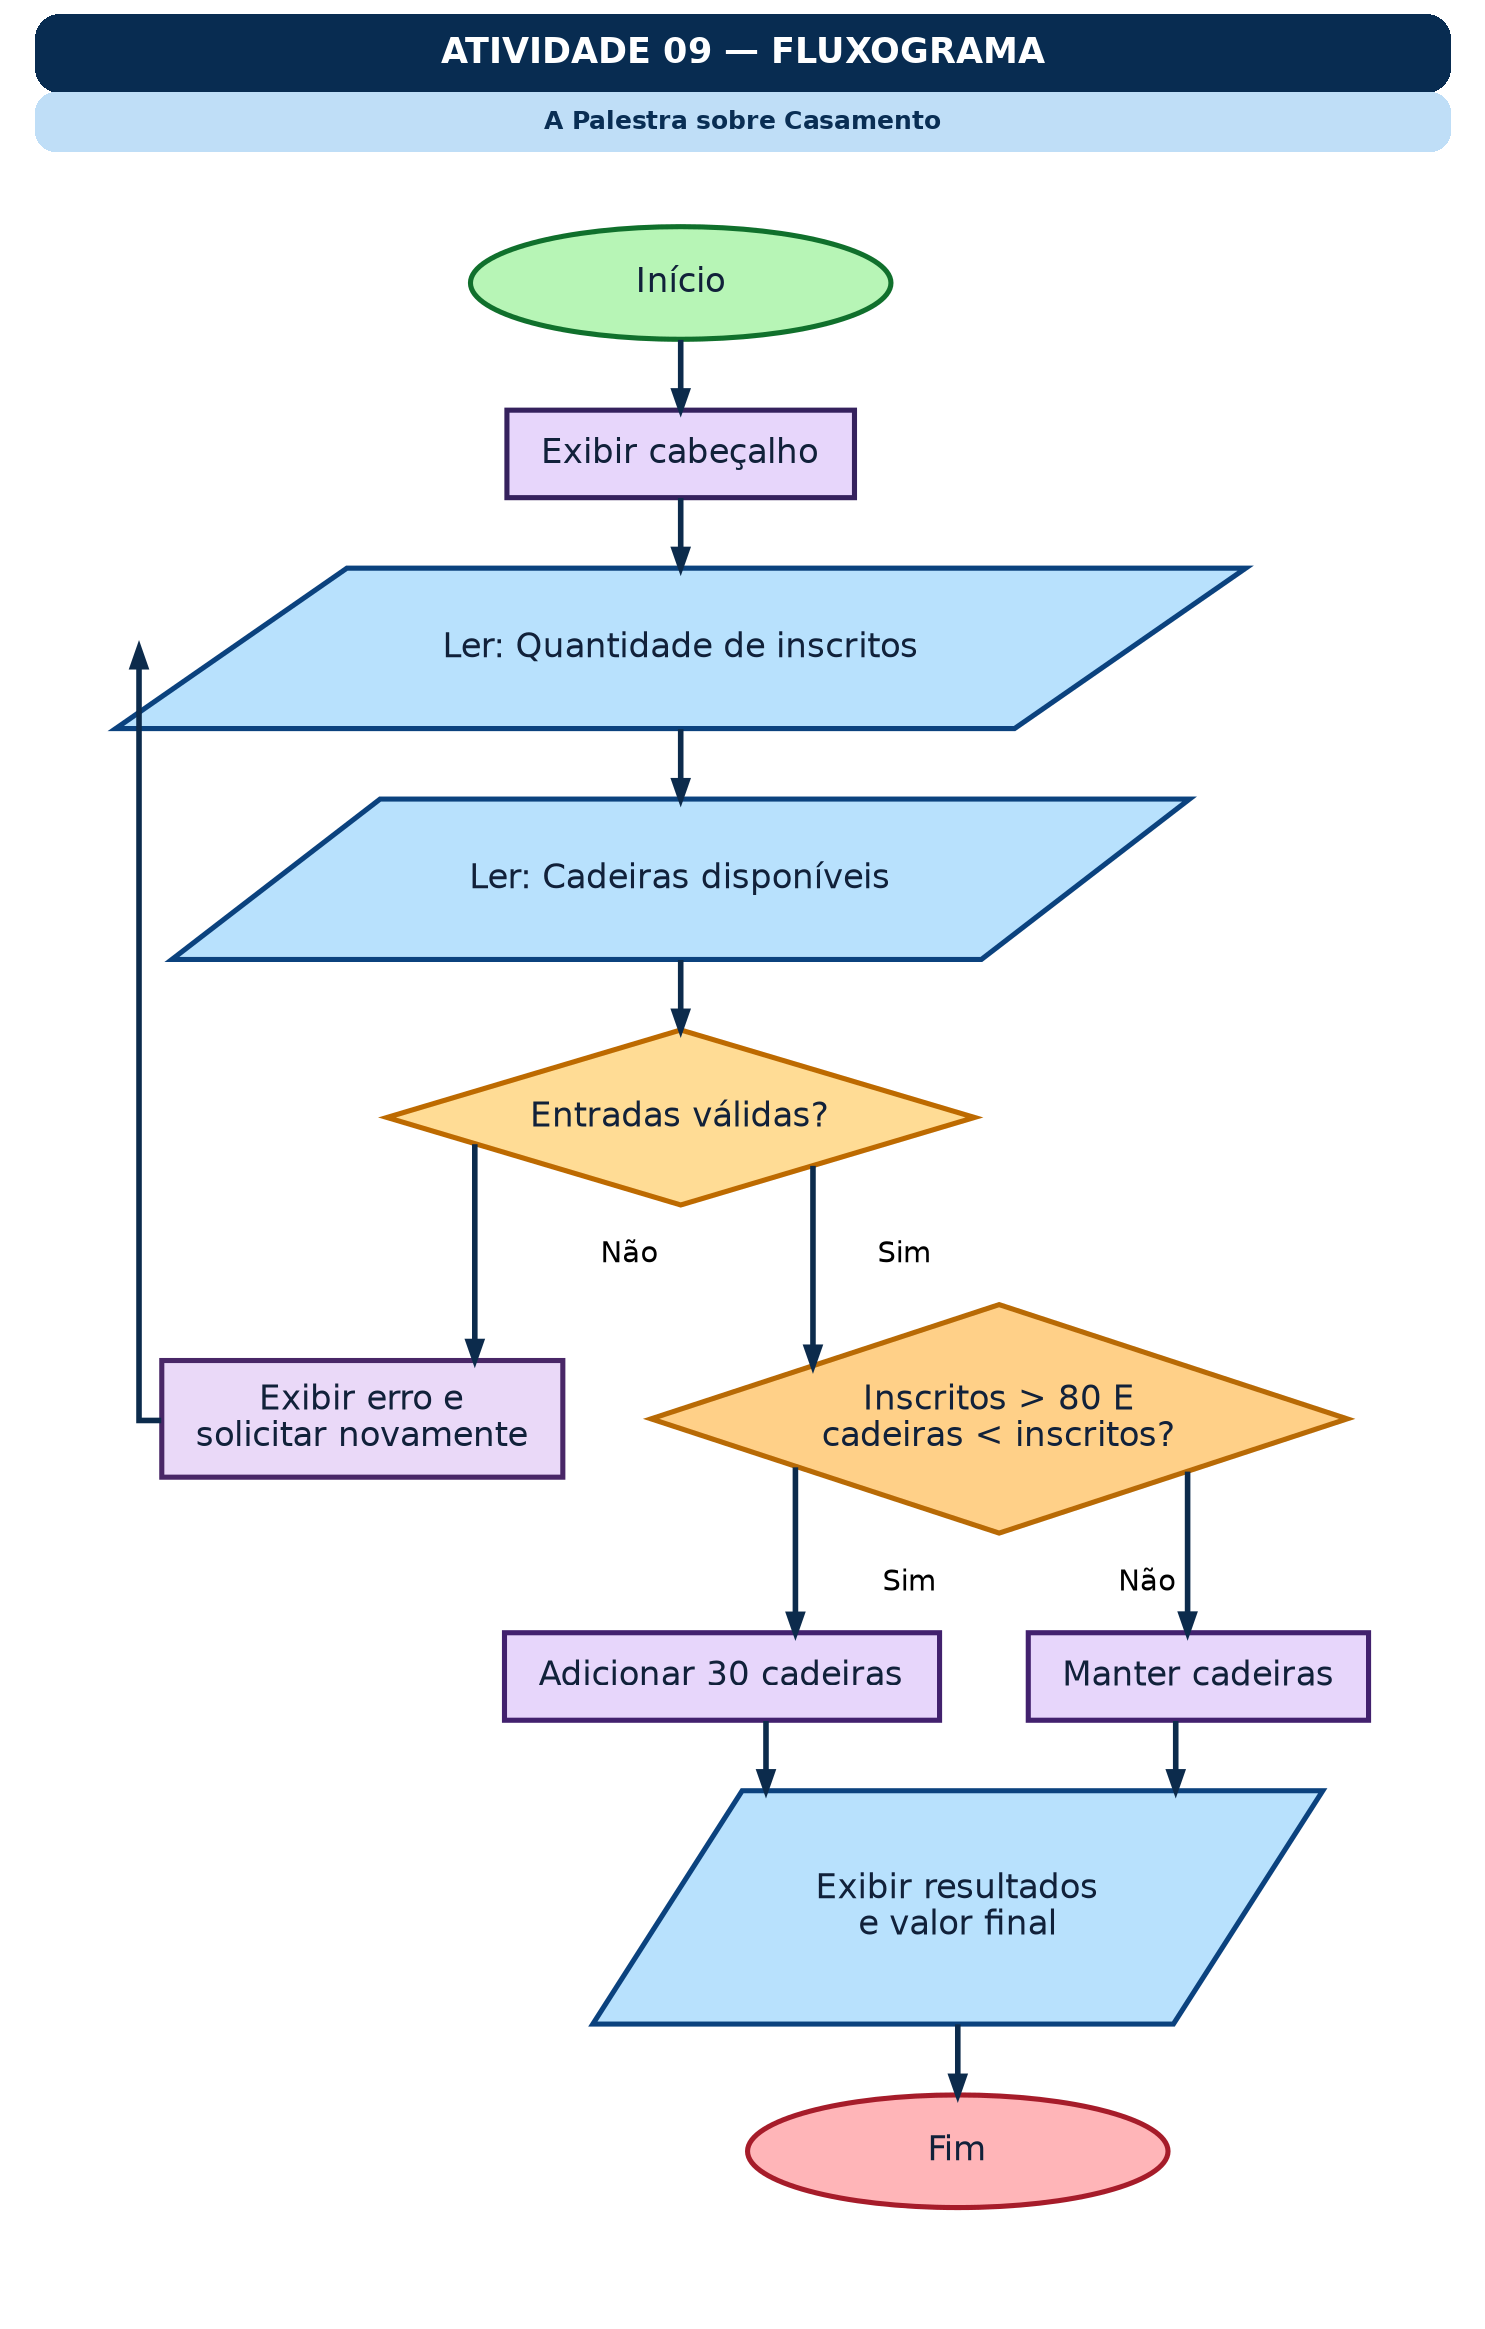 ATIVIDADE 09 — FLUXOGRAMA
A Palestra sobre Casamento
Início
Exibir cabeçalho
Ler: Quantidade de inscritos
Ler: Cadeiras disponíveis
Entradas válidas?
Não
Sim
Exibir erro e
solicitar novamente
Inscritos > 80 E
cadeiras < inscritos?
Sim
Não
Adicionar 30 cadeiras
Manter cadeiras
Exibir resultados
e valor final
Fim